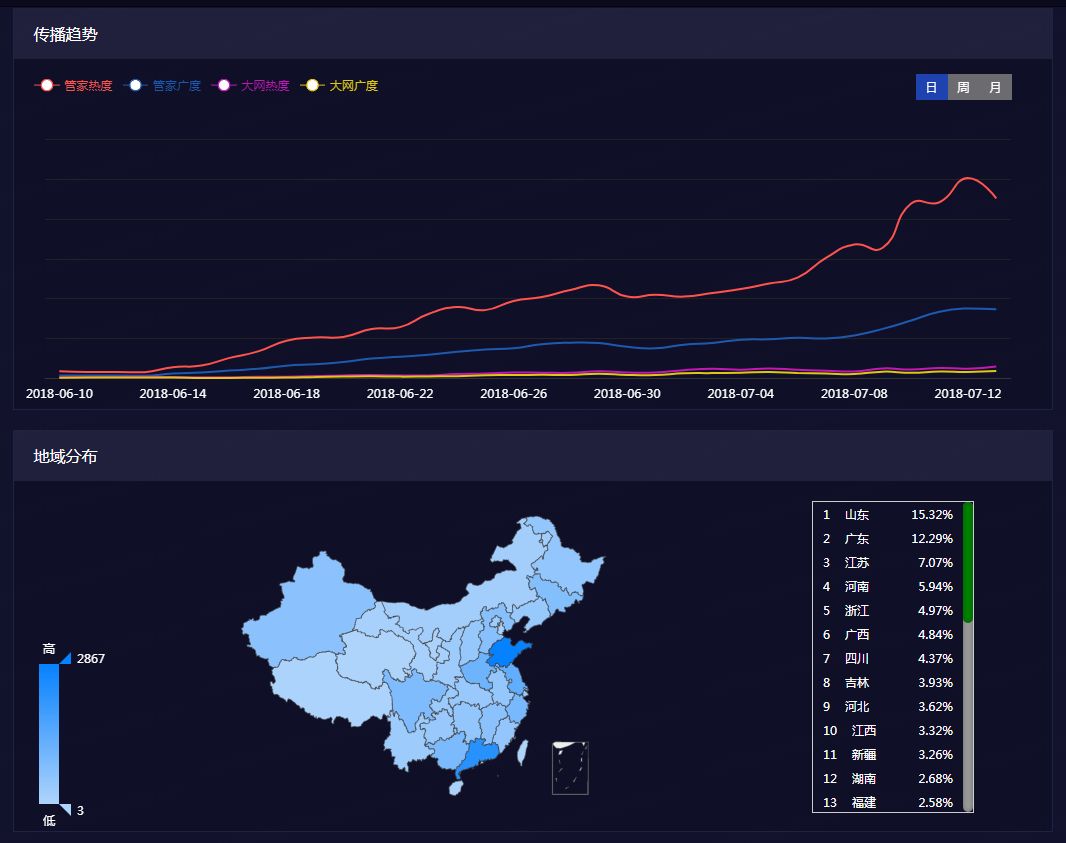 传播趋势
管家热度 管家广度 大网热度 大网广度
日 周 月
2018-06-10 2018-06-14 2018-06-18 2018-06-22 2018-06-26 2018-06-30 2018-07-04 2018-07-08 2018-07-12
地域分布
1 山东 15.32%
2 广东 12.29%
3 江苏 7.07%
4 河南 5.94%
5 浙江 4.97%
6 广西 4.84%
7 四川 4.37%
8 吉林 3.93%
9 河北 3.62%
10 江西 3.32%
11 新疆 3.26%
12 湖南 2.68%
13 福建 2.58%
高
2867
3
低